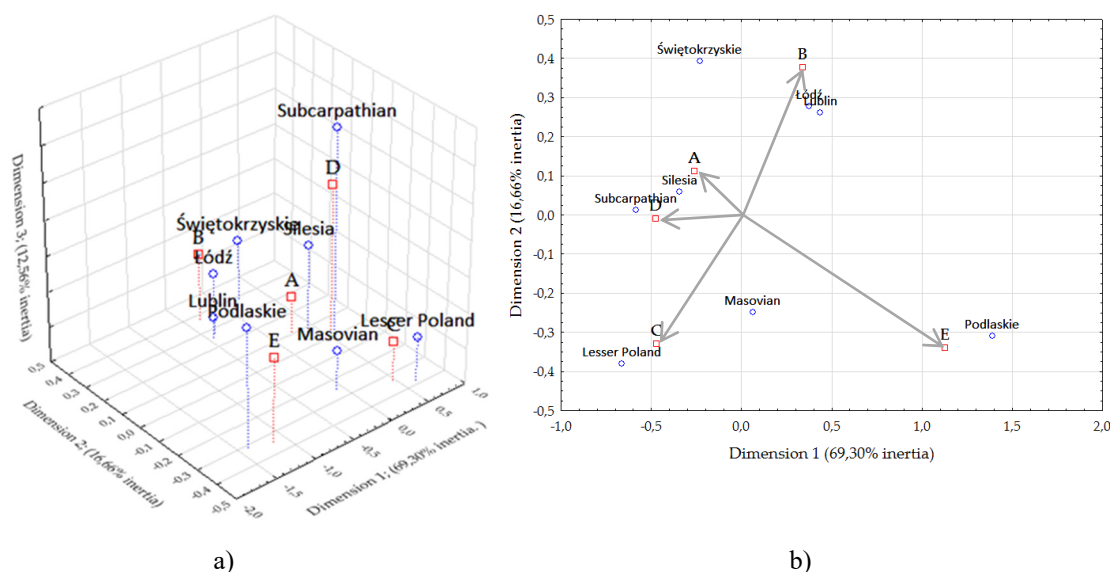 Subcarpathian
D
Świętokrzyskie
Silesia
B
Łódź
A
Lublin
Podlaskie
E
Masovian
Lesser Poland
C
Dimension 3; (12,56% inertia)
0,5
0,4
0,3
0,2
0,1
0,0
-0,1
-0,2
-0,3
-0,4
-0,5
Dimension 2; (16,66% inertia)
-2,0
-1,5
-1,0
-0,5
0,0
0,5
1,0
Dimension 1; (69,30% inertia, )
a)
0,5
0,4
0,3
0,2
0,1
0,0
-0,1
-0,2
-0,3
-0,4
-0,5
Dimension 2 (16,66% inertia)
Świętokrzyskie
B
Łódź
Lublin
A
Silesia
Subcarpathian
D
Masovian
C
Lesser Poland
Podlaskie
E
-1,0 -0,5 0,0 0,5 1,0 1,5 2,0
Dimension 1 (69,30% inertia)
b)